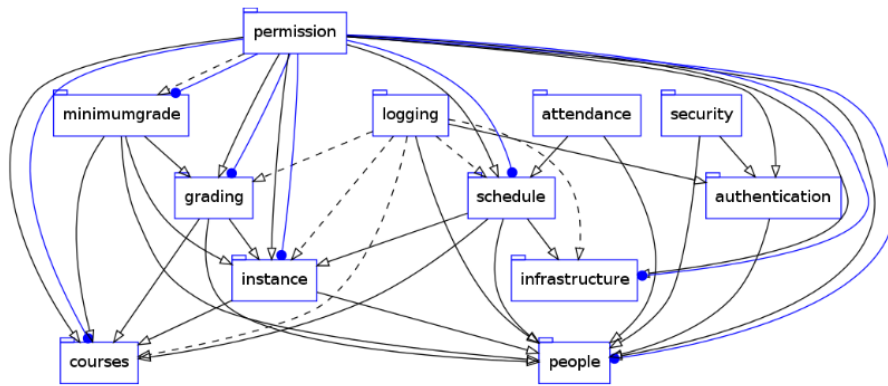 permission
minimumgrade
logging
attendance
security
grading
schedule
authentication
instance
infrastructure
courses
people